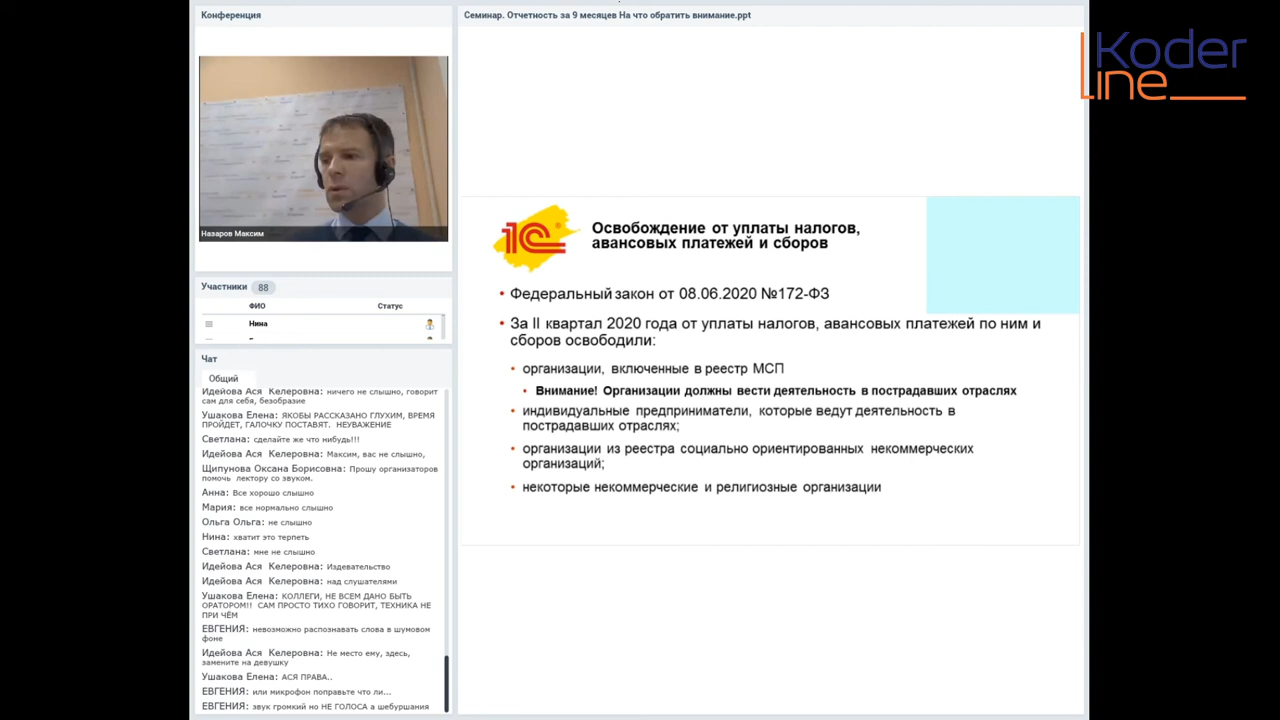 Конференция
Назаров Максим
Участники 88
ФИО Статус
Нина
Чат
Общий
Идейова Ася Келеровна: ничего не слышно, говорит
сам для себя, безобразие
Ушакова Елена: ЯКОБЫ РАССКАЗАНО ГЛУХИМ, ВРЕМЯ
ПРОЙДЕТ, ГАЛОЧКУ ПОСТАВЯТ. НЕУВАЖЕНИЕ
Светлана: сделайте же что нибудь!!!
Идейова Ася Келеровна: Максим, вас не слышно,
Щипунова Оксана Борисовна: Прошу организаторов
помочь лектору со звуком.
Анна: Все хорошо слышно
Мария: все нормально слышно
Ольга Ольга: не слышно
Нина: хватит это терпеть
Светлана: мне не слышно
Идейова Ася Келеровна: Издевательство
Идейова Ася Келеровна: над слушателями
Ушакова Елена: КОЛЛЕГИ, НЕ ВСЕМ ДАНО БЫТЬ
ОРАТОРОМ!! САМ ПРОСТО ТИХО ГОВОРИТ, ТЕХНИКА НЕ
ПРИ ЧЁМ
ЕВГЕНИЯ: невозможно распознавать слова в шумовом
фоне
Идейова Ася Келеровна: Не место ему, здесь,
замените на девушку
Ушакова Елена: АСЯ ПРАВА..
ЕВГЕНИЯ: или микрофон поправьте что ли...
ЕВГЕНИЯ: звук громкий но НЕ ГОЛОСА а шебуршания
Семинар. Отчетность за 9 месяцев На что обратить внимание.ppt
Koder
Line
1С
Освобождение от уплаты налогов,
авансовых платежей и сборов
• Федеральный закон от 08.06.2020 №172-ФЗ
• За II квартал 2020 года от уплаты налогов, авансовых платежей по ним и
сборов освободили:
• организации, включенные в реестр МСП
• Внимание! Организации должны вести деятельность в пострадавших отраслях
• индивидуальные предприниматели, которые ведут деятельность в
пострадавших отраслях;
• организации из реестра социально ориентированных некоммерческих
организаций;
• некоторые некоммерческие и религиозные организации